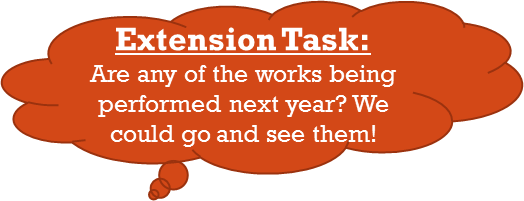 Extension Task:
Are any of the works being
performed next year? We
could go and see them!